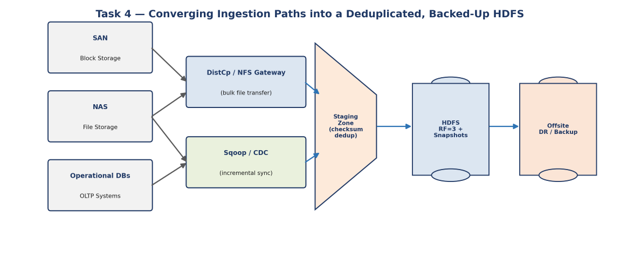 Task 4 — Converging Ingestion Paths into a Deduplicated, Backed-Up HDFS
SAN
Block Storage
NAS
File Storage
Operational DBs
OLTP Systems
DistCp / NFS Gateway
(bulk file transfer)
Sqoop / CDC
(incremental sync)
Staging
Zone
(checksum
dedup)
HDFS
RF=3 +
Snapshots
Offsite
DR / Backup